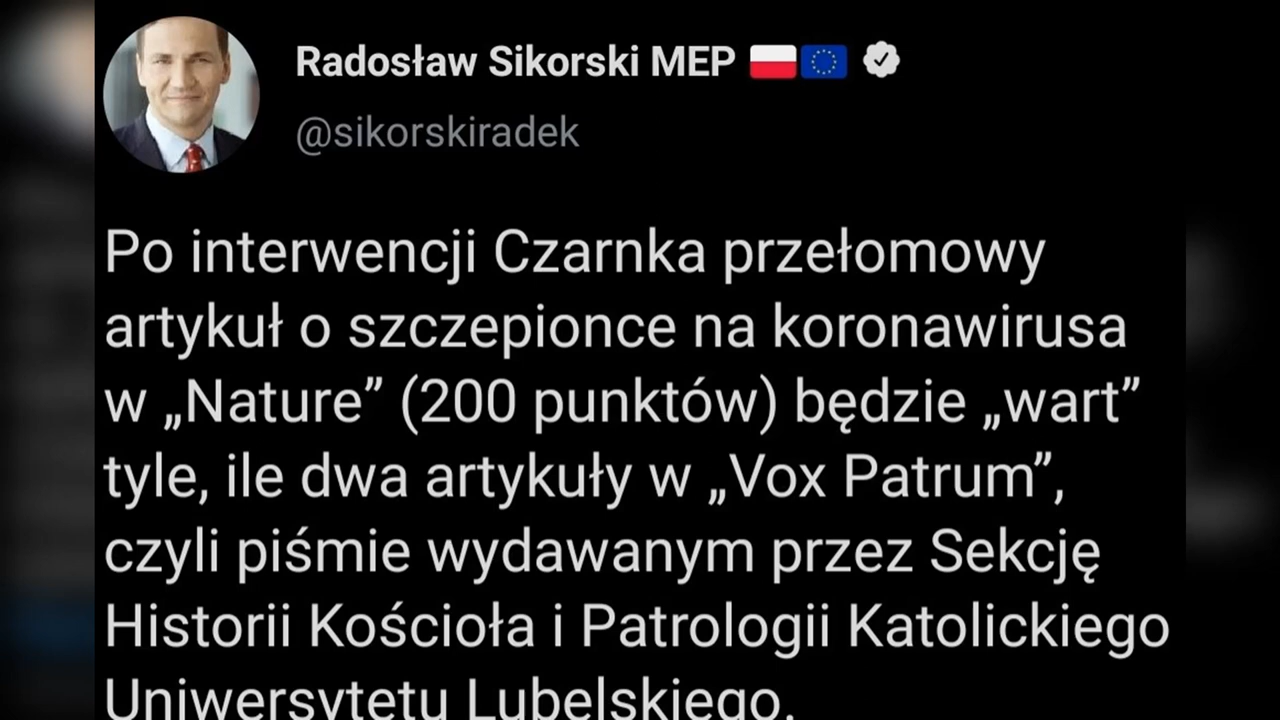 Radosław Sikorski MEP
@sikorskiradek
Po interwencji Czarnka przełomowy
artykuł o szczepionce na koronawirusa
w „Nature” (200 punktów) będzie „wart”
tyle, ile dwa artykuły w „Vox Patrum”,
czyli piśmie wydawanym przez Sekcję
Historii Kościoła i Patrologii Katolickiego
Uniwersytetu Lubelskiego.